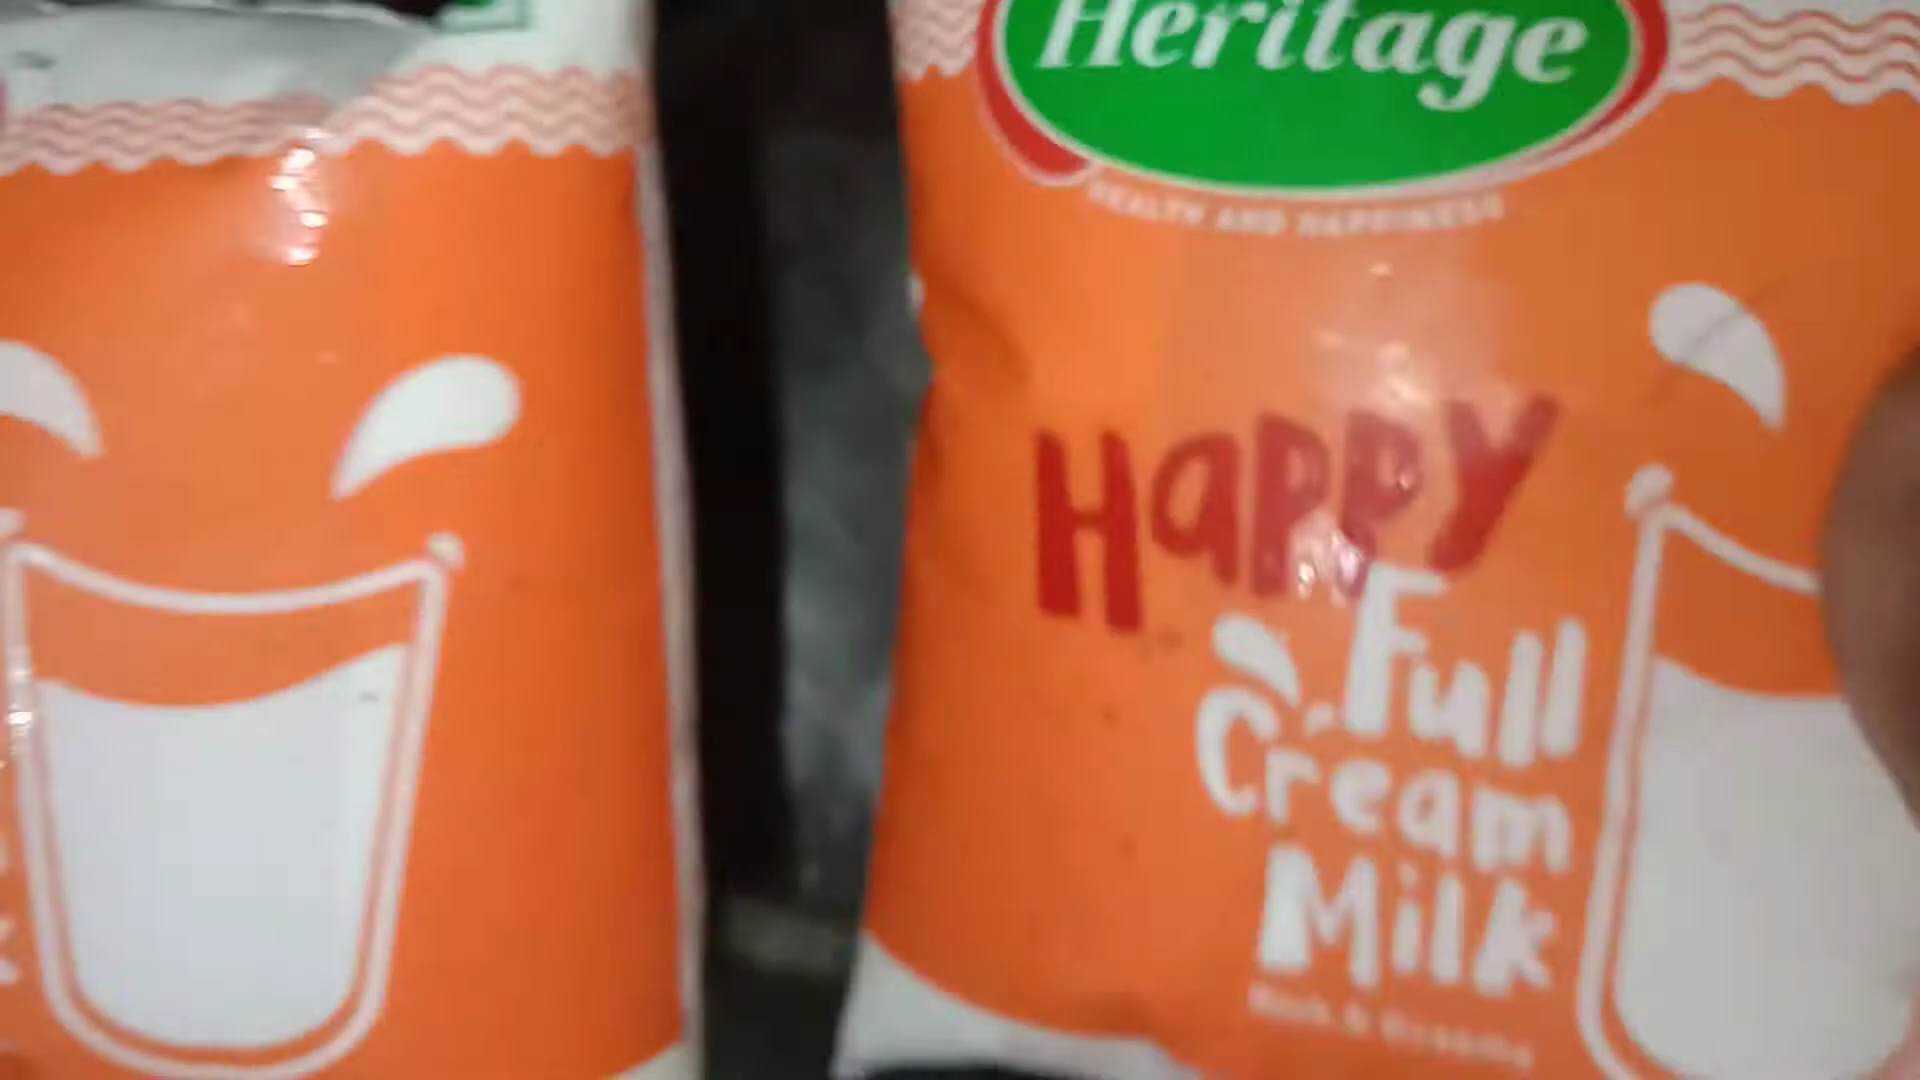 Heritage
HEALTH AND HAPPINESS
Happy
Full
Cream
Milk